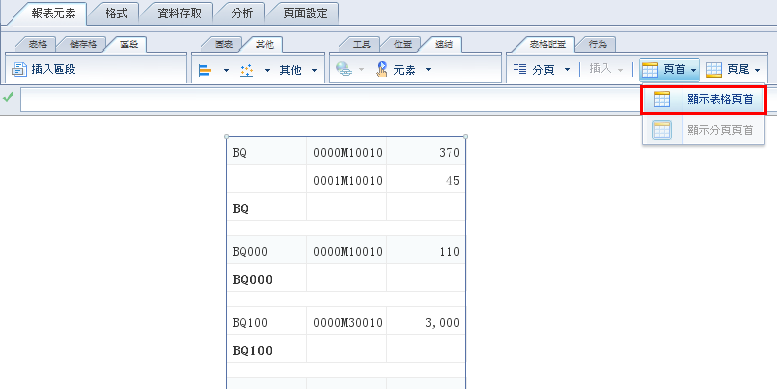 報表元素 格式 資料存取 分析 頁面設定
表格 儲存格 區段 圖表 其他 工具 位置 連結 表格配置 行為
插入區段 其他 元素 分頁 插入 頁首 頁尾
顯示表格頁首
顯示分頁頁首
BQ 0000M10010 370
0001M10010 45
BQ
BQ000 0000M10010 110
BQ000
BQ100 0000M30010 3,000
BQ100